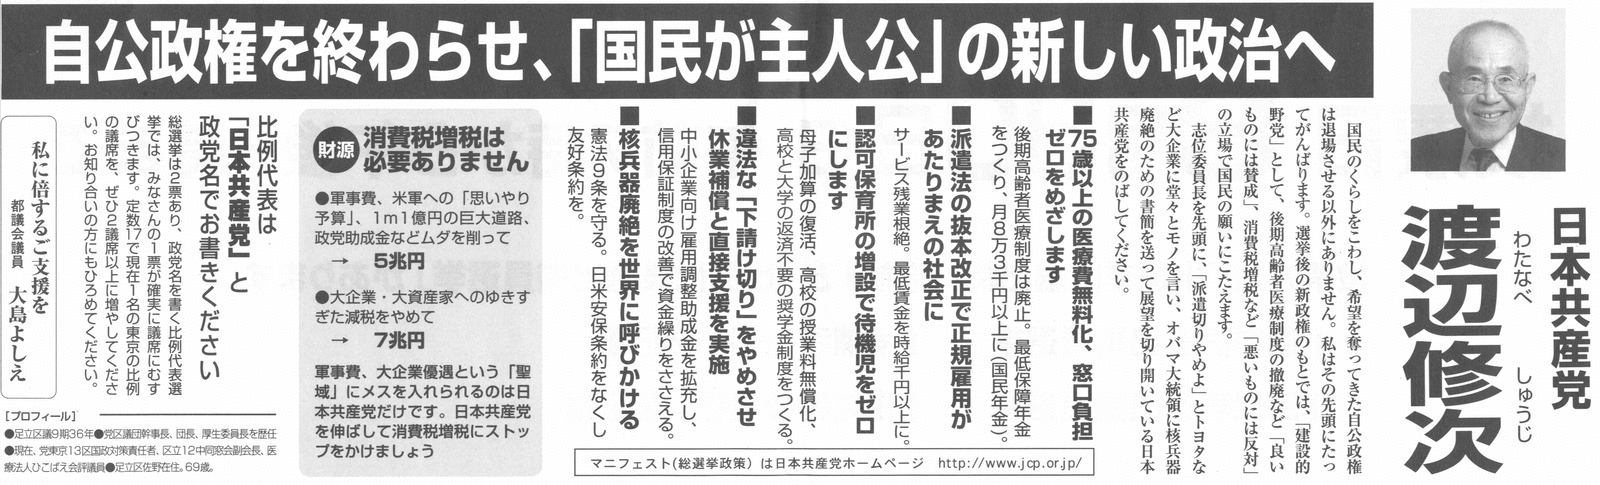 自公政権を終わらせ、「国民が主人公」の新しい政治へ
日本共産党
わたなべ しゅうじ
渡辺修次
国民のくらしをこわし、希望を奪ってきた自公政権
は退場させる以外にありません。私はその先頭にたっ
てがんばります。選挙後の新政権のもとでは、「建設的
野党」として、後期高齢者医療制度の撤廃など「良い
ものには賛成」、消費税増税など「悪いものには反対」
の立場で国民の願いにこたえます。
志位委員長を先頭に、「派遣切りやめよ」とトヨタな
ど大企業に堂々とモノを言い、オバマ大統領に核兵器
廃絶のための書簡を送って展望を切り開いている日本
共産党をのばしてください。
■75歳以上の医療費無料化、窓口負担
ゼロをめざします
後期高齢者医療制度は廃止。最低保障年金
をつくり、月8万3千円以上に(国民年金)。
■派遣法の抜本改正で正規雇用が
あたりまえの社会に
サービス残業根絶。最低賃金を時給千円以上に。
■認可保育所の増設で待機児をゼロ
にします
母子加算の復活、高校の授業料無償化、
高校と大学の返済不要の奨学金制度をつくる。
■違法な「下請け切り」をやめさせ
休業補償と直接支援を実施
中小企業向け雇用調整助成金を拡充し、
信用保証制度の改善で資金繰りをささえる。
■核兵器廃絶を世界に呼びかける
憲法9条を守る。日米安保条約をなくし
友好条約を。
マニフェスト(総選挙政策)は日本共産党ホームページ http://www.jcp.or.jp/
財源
消費税増税は
必要ありません
●軍事費、米軍への「思いやり
予算」、1m1億円の巨大道路、
政党助成金などムダを削って
→ 5兆円
●大企業・大資産家へのゆきす
ぎた減税をやめて
→ 7兆円
軍事費、大企業優遇という「聖
域」にメスを入れられるのは日
本共産党だけです。日本共産党
を伸ばして消費税増税にストッ
プをかけましょう
比例代表は
「日本共産党」と
政党名でお書きください
総選挙は2票あり、政党名を書く比例代表選
挙では、みなさんの1票が確実に議席にむす
びつきます。定数17で現在1名の東京の比例
の議席を、ぜひ2議席以上に増やしてくださ
い。お知り合いの方にもひろめてください。
私に倍するご支援を
都議会議員 大島よしえ
[プロフィール]
●足立区議9期36年●党区議団幹事長、団長、厚生委員長を歴任
●現在、党東京13区国政対策責任者、区立12中同窓会副会長、医
療法人ひこばえ会評議員●足立区佐野在住。69歳。